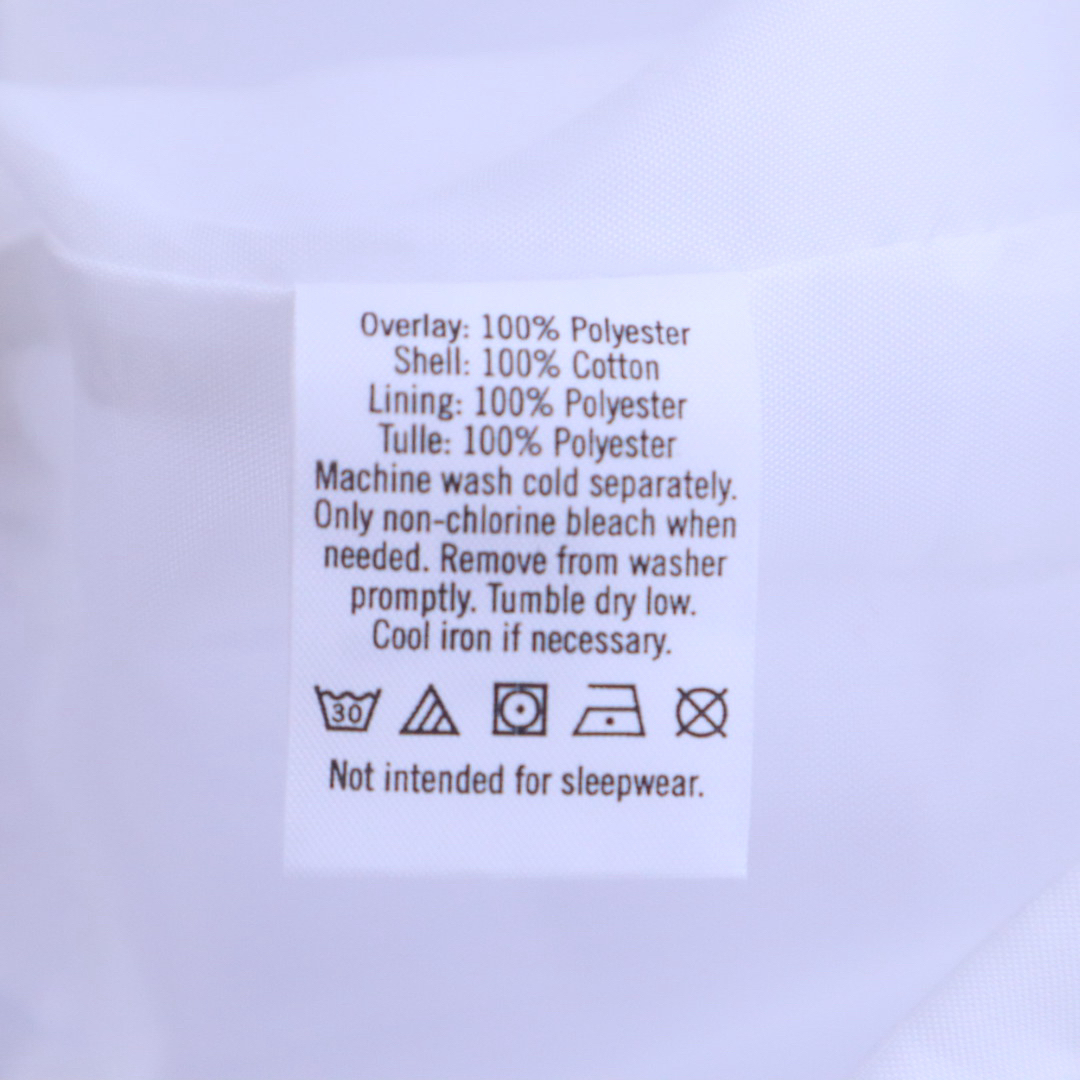 Overlay: 100% Polyester
Shell: 100% Cotton
Lining: 100% Polyester
Tulle: 100% Polyester
Machine wash cold separately.
Only non-chlorine bleach when
needed. Remove from washer
promptly. Tumble dry low.
Cool iron if necessary.
30
Not intended for sleepwear.